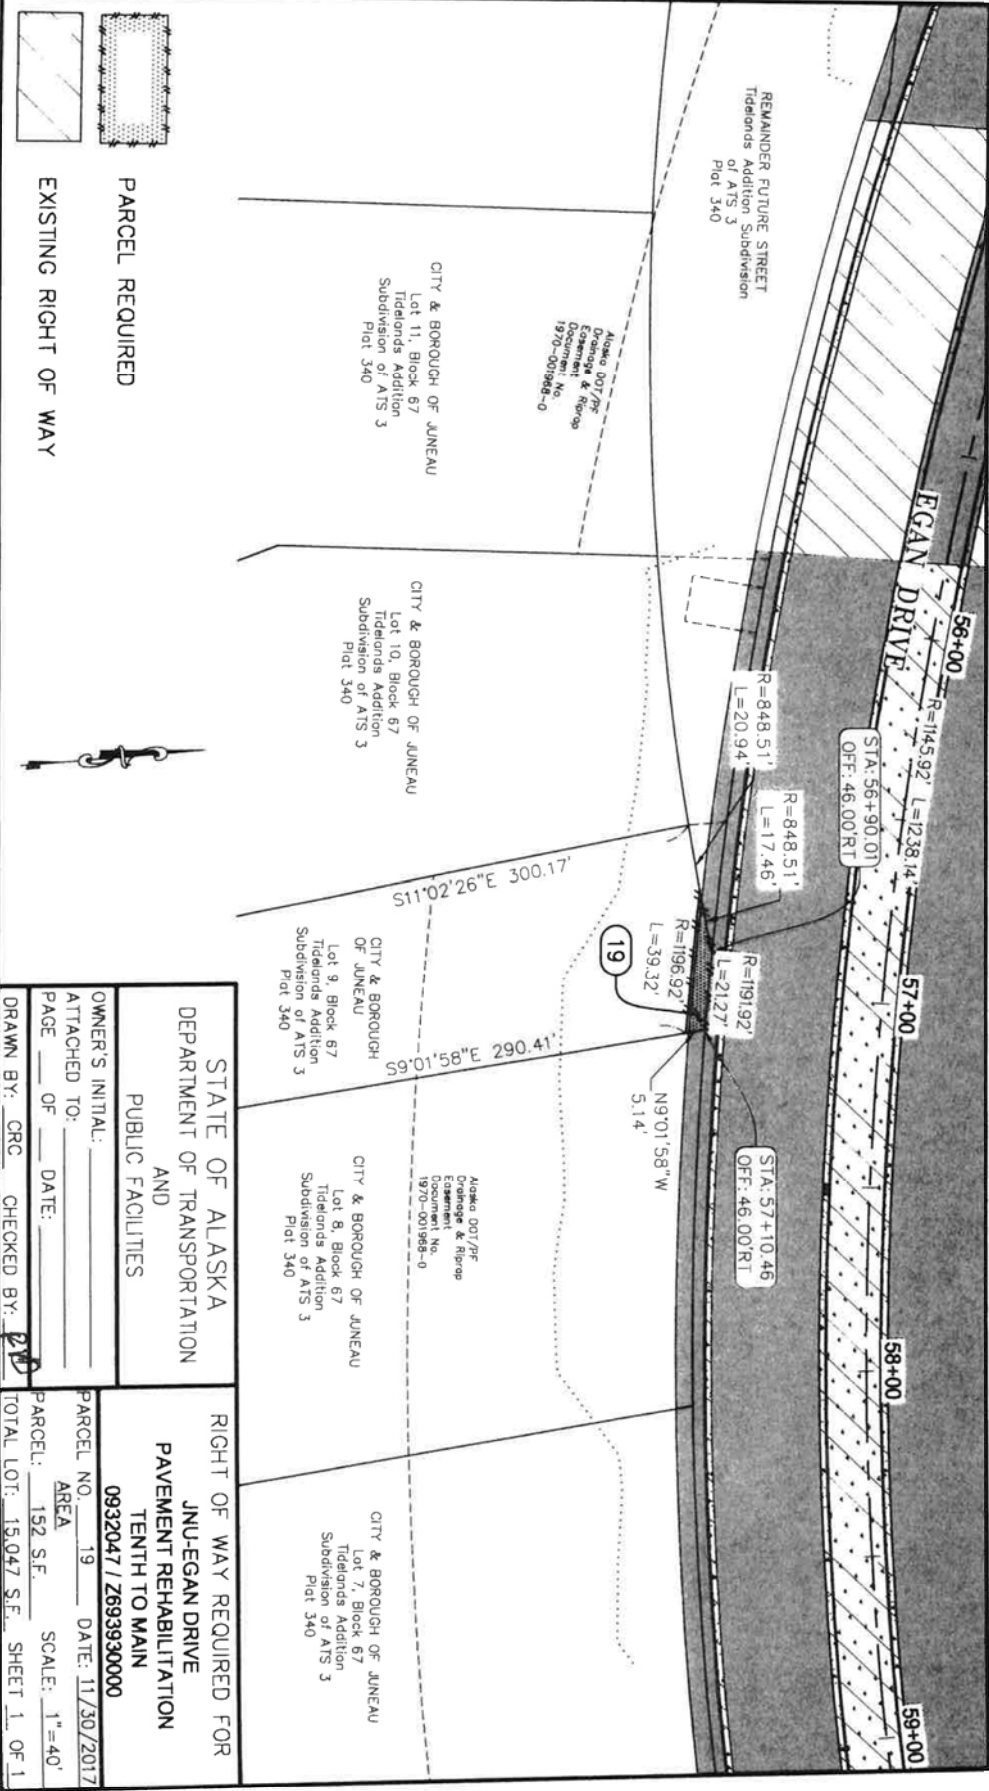 REMAINDER FUTURE STREET
Tidelands Addition Subdivision
of ATS 3
Plat 340
EGAN DRIVE
56+00
57+00
58+00
59+00
R=1145.92' L=1238.14'
STA: 56+90.01
OFF: 46.00'RT
R=848.51'
L=20.94'
R=848.51'
L=17.46'
R=1191.92'
L=21.27'
R=1196.92'
L=39.32'
19
N9°01'58"W
5.14'
STA: 57+10.46
OFF: 46.00'RT
Alaska DOT/PF
Drainage & Riprap
Easement
Document No.
1970-001968-0
CITY & BOROUGH OF JUNEAU
Lot 11, Block 67
Tidelands Addition
Subdivision of ATS 3
Plat 340
CITY & BOROUGH OF JUNEAU
Lot 10, Block 67
Tidelands Addition
Subdivision of ATS 3
Plat 340
S11°02'26"E 300.17'
CITY & BOROUGH
OF JUNEAU
Lot 9, Block 67
Tidelands Addition
Subdivision of ATS 3
Plat 340
S9°01'58"E 290.41'
Alaska DOT/PF
Drainage & Riprap
Easement
Document No.
1970-001968-0
CITY & BOROUGH OF JUNEAU
Lot 8, Block 67
Tidelands Addition
Subdivision of ATS 3
Plat 340
CITY & BOROUGH OF JUNEAU
Lot 7, Block 67
Tidelands Addition
Subdivision of ATS 3
Plat 340
PARCEL REQUIRED
EXISTING RIGHT OF WAY
STATE OF ALASKA
DEPARTMENT OF TRANSPORTATION
AND
PUBLIC FACILITIES
OWNER'S INITIAL:
ATTACHED TO:
PAGE ___ OF ___ DATE:
DRAWN BY: CRC CHECKED BY:
RIGHT OF WAY REQUIRED FOR
JNU-EGAN DRIVE
PAVEMENT REHABILITATION
TENTH TO MAIN
0932047 / Z693930000
PARCEL NO. 19 DATE: 11/30/2017
AREA
PARCEL: 152 S.F. SCALE: 1"=40'
TOTAL LOT: 15,047 S.F. SHEET 1 OF 1